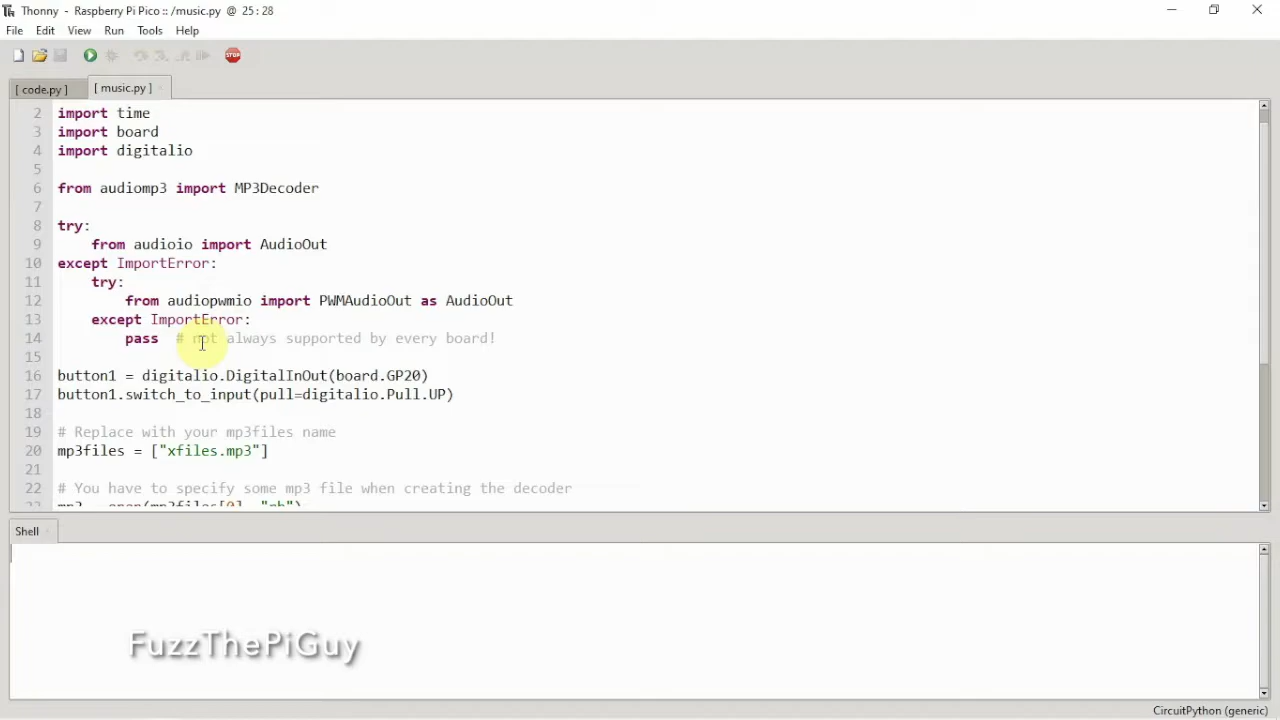 Thonny - Raspberry Pi Pico :: /music.py @ 25:28
File Edit View Run Tools Help
STOP
[ code.py ] [ music.py ] ×
2 import time
3 import board
4 import digitalio
5
6 from audiomp3 import MP3Decoder
7
8 try:
9 from audioio import AudioOut
10 except ImportError:
11 try:
12 from audiopwmio import PWMAudioOut as AudioOut
13 except ImportError:
14 pass # not always supported by every board!
15
16 button1 = digitalio.DigitalInOut(board.GP20)
17 button1.switch_to_input(pull=digitalio.Pull.UP)
18
19 # Replace with your mp3files name
20 mp3files = ["xfiles.mp3"]
21
22 # You have to specify some mp3 file when creating the decoder
Shell
FuzzThePiGuy
CircuitPython (generic)